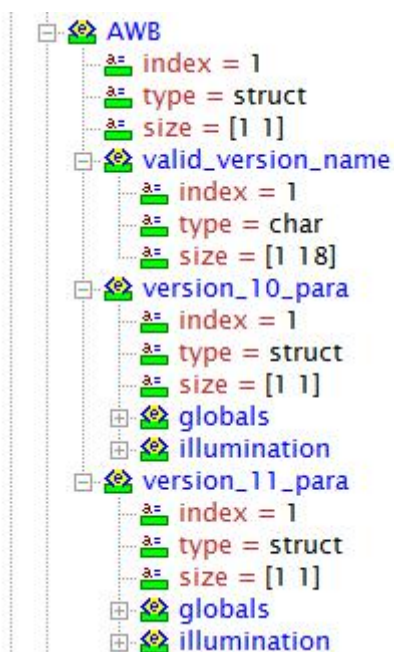 AWB
index = 1
type = struct
size = [1 1]
valid_version_name
index = 1
type = char
size = [1 18]
version_10_para
index = 1
type = struct
size = [1 1]
globals
illumination
version_11_para
index = 1
type = struct
size = [1 1]
globals
illumination